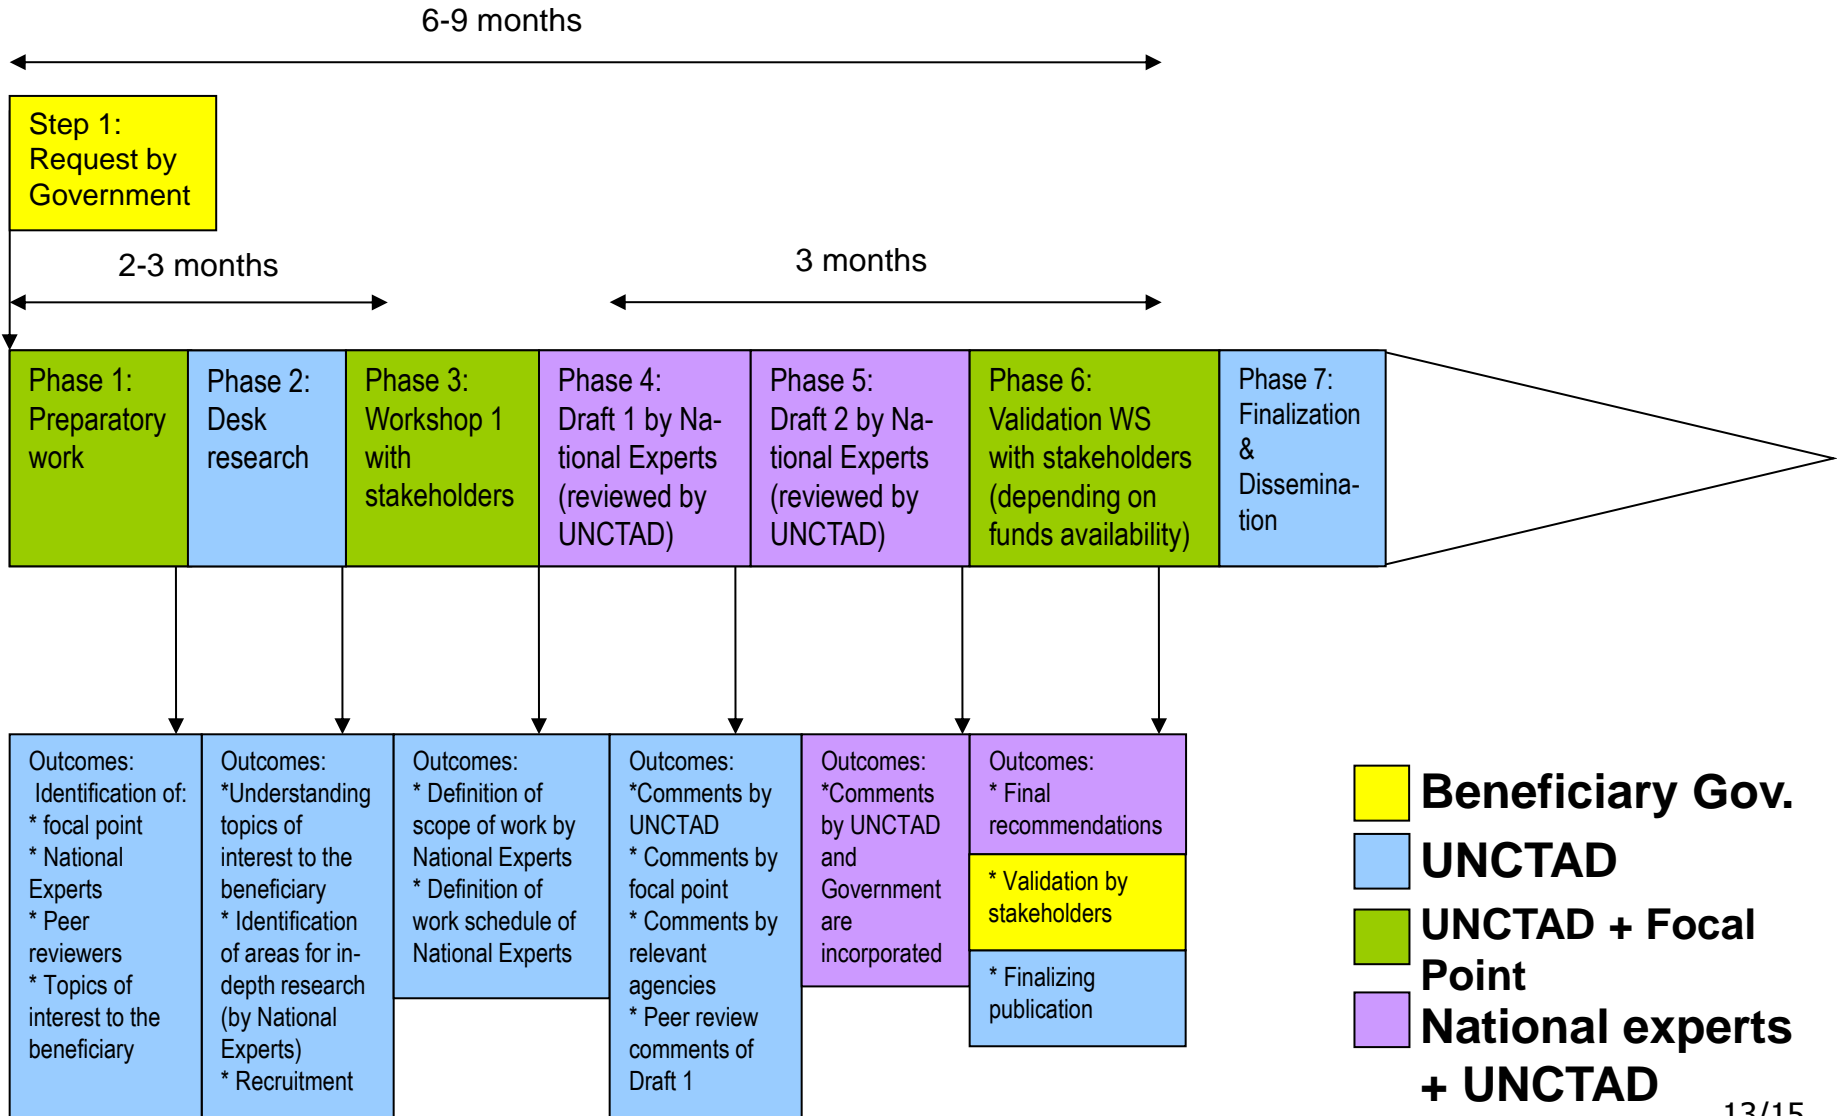 6-9 months
Step 1:
Request by
Government
2-3 months
3 months
Phase 1:
Preparatory
work
Phase 2:
Desk
research
Phase 3:
Workshop 1
with
stakeholders
Phase 4:
Draft 1 by Na-
tional Experts
(reviewed by
UNCTAD)
Phase 5:
Draft 2 by Na-
tional Experts
(reviewed by
UNCTAD)
Phase 6:
Validation WS
with stakeholders
(depending on
funds availability)
Phase 7:
Finalization
&
Dissemina-
tion
Outcomes:
Identification of:
* focal point
* National
Experts
* Peer
reviewers
* Topics of
interest to the
beneficiary
Outcomes:
*Understanding
topics of
interest to the
beneficiary
* Identification
of areas for in-
depth research
(by National
Experts)
* Recruitment
Outcomes:
* Definition of
scope of work by
National Experts
* Definition of
work schedule of
National Experts
Outcomes:
*Comments by
UNCTAD
* Comments by
focal point
* Comments by
relevant
agencies
* Peer review
comments of
Draft 1
Outcomes:
*Comments
by UNCTAD
and
Government
are
incorporated
Outcomes:
* Final
recommendations
* Validation by
stakeholders
* Finalizing
publication
Beneficiary Gov.
UNCTAD
UNCTAD + Focal
Point
National experts
+ UNCTAD
13/15